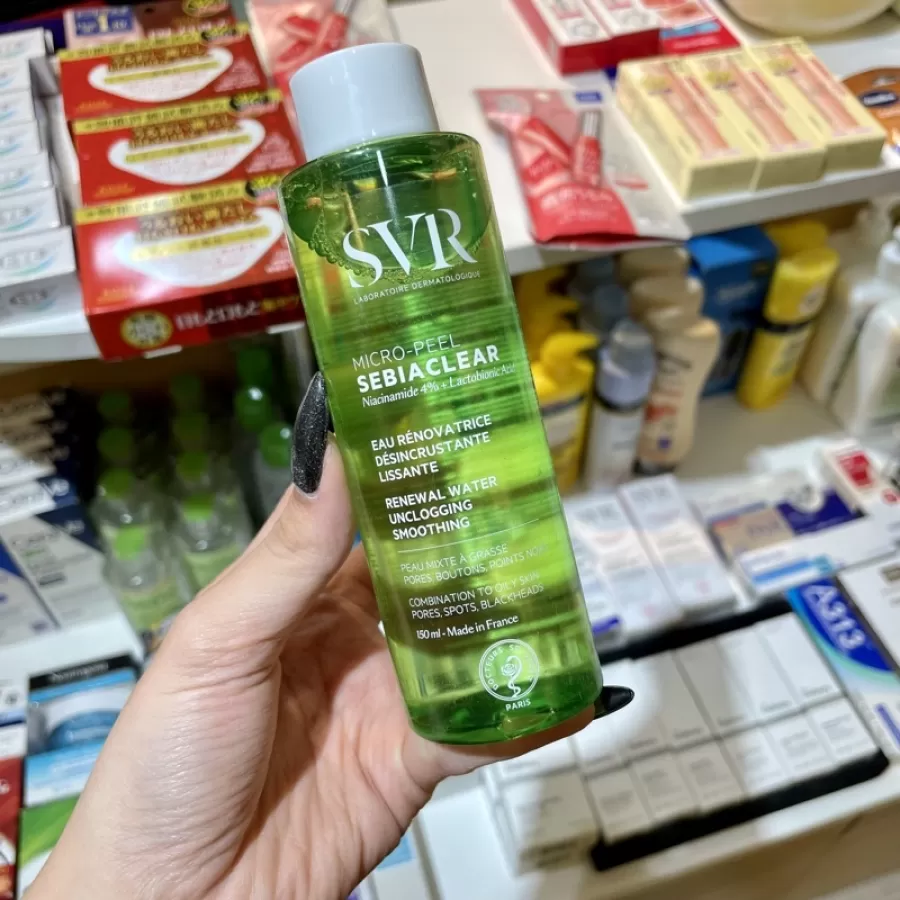 SVR
LABORATOIRE DERMATOLOGIQUE
MICRO-PEEL
SEBIACLEAR
Niacinamide 4% + Lactobionic Acid
EAU RÉNOVATRICE
DÉSINCRUSTANTE
LISSANTE
RENEWAL WATER
UNCLOGGING
SMOOTHING
PEAU MIXTE À GRASSE
PORES, BOUTONS, POINTS NOIRS
COMBINATION TO OILY SKIN
PORES, SPOTS, BLACKHEADS
150 ml - Made in France
DOCTEURS SVR
PARIS
A313